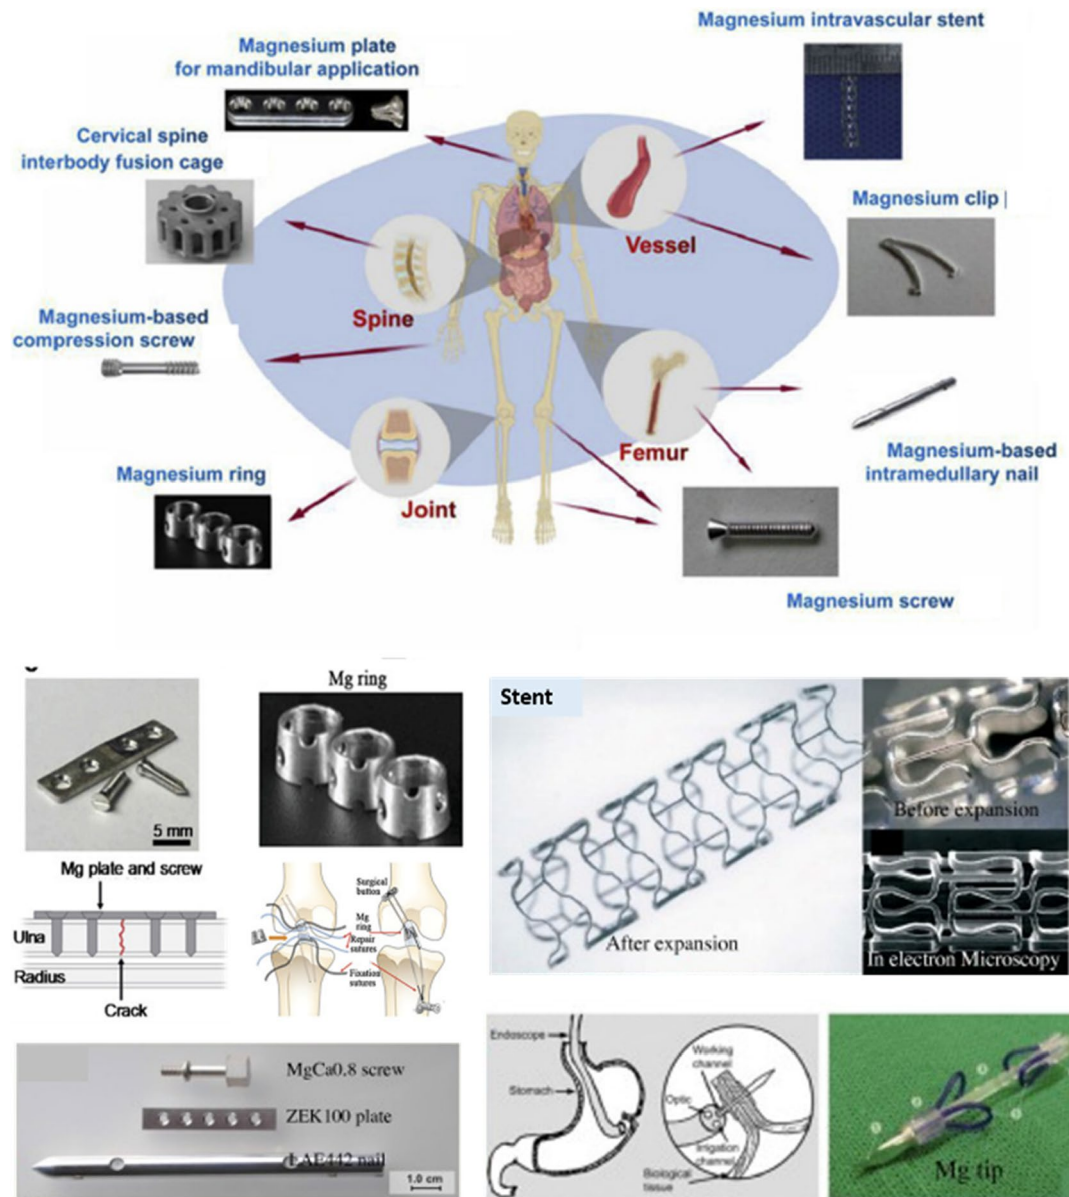 Magnesium intravascular stent
Magnesium plate
for mandibular application
Cervical spine
interbody fusion cage
Magnesium clip
Vessel
Spine
Magnesium-based
compression screw
Femur
Magnesium-based
intramedullary nail
Magnesium ring
Joint
Magnesium screw
5 mm
Mg plate and screw
Ulna
Radius
Crack
Mg ring
Surgical
button
Mg
ring
Repair
sutures
Fixation
sutures
Stent
After expansion
Before expansion
In electron Microscopy
MgCa0.8 screw
ZEK100 plate
LAE442 nail
1.0 cm
Endoscope
Stomach
Working
channel
Optic
Irrigation
channel
Biological
tissue
Mg tip